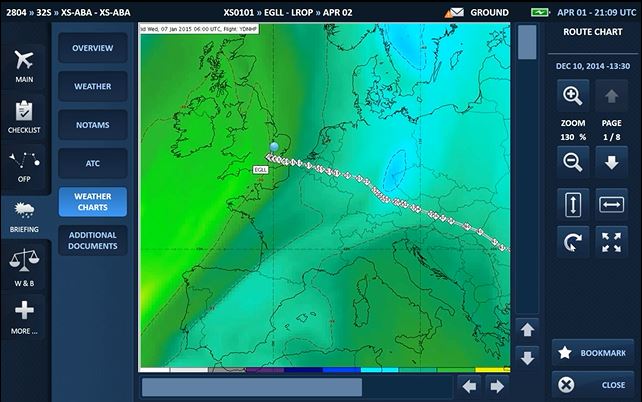 2804 » 32S » XS-ABA - XS-ABA
XS0101 » EGLL - LROP » APR 02
GROUND
APR 01 - 21:09 UTC
MAIN
CHECKLIST
OFP
BRIEFING
W & B
MORE ...
OVERVIEW
WEATHER
NOTAMS
ATC
WEATHER
CHARTS
ADDITIONAL
DOCUMENTS
Wed, 07 Jan 2015 06:00 UTC, Flight: YDNHP
EGLL
ROUTE CHART
DEC 10, 2014 -13:30
ZOOM
130 %
PAGE
1 / 8
BOOKMARK
CLOSE